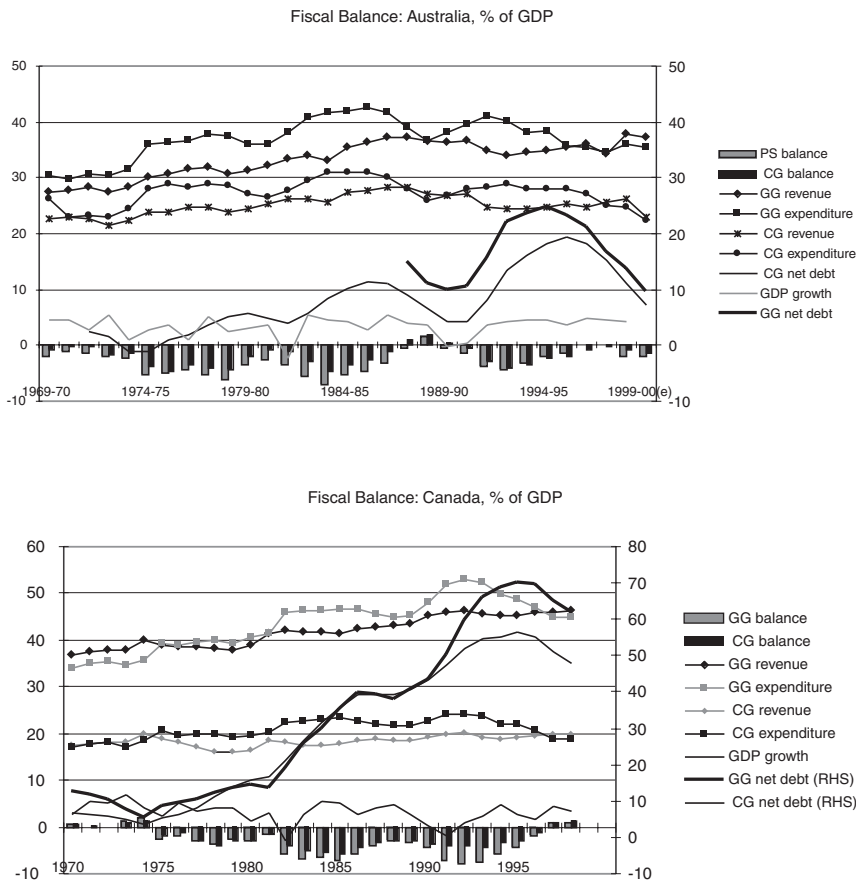 Fiscal Balance: Australia, % of GDP
50
40
30
20
10
0
-10
50
40
30
20
10
0
-10
1969-70
1974-75
1979-80
1984-85
1989-90
1994-95
1999-00(e)
PS balance
CG balance
GG revenue
GG expenditure
CG revenue
CG expenditure
CG net debt
GDP growth
GG net debt
Fiscal Balance: Canada, % of GDP
60
50
40
30
20
10
0
-10
80
70
60
50
40
30
20
10
0
-10
1970
1975
1980
1985
1990
1995
GG balance
CG balance
GG revenue
GG expenditure
CG revenue
CG expenditure
GDP growth
GG net debt (RHS)
CG net debt (RHS)